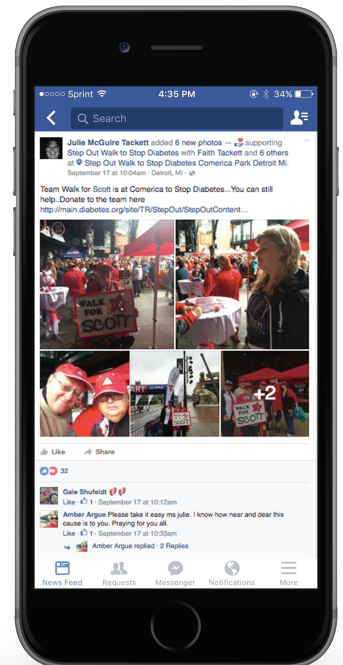 Sprint 4:35 PM 34%
Search
Julie McGuire Tackett added 6 new photos — supporting
Step Out Walk to Stop Diabetes with Faith Tackett and 6 others
at Step Out Walk to Stop Diabetes Comerica Park Detroit Mi.
September 17 at 10:04am · Detroit, MI ·
Team Walk for Scott is at Comerica to Stop Diabetes...You can still
help..Donate to the team here
http://main.diabetes.org/site/TR/StepOut/StepOutContent...
WALK
FOR
SCOTT
START
WALK
FOR
SCOTT
+2
Like Share
32
Gale Shufeldt
Like · 1 · September 17 at 10:12am
Amber Argue Please take it easy ms julie. I know how near and dear this
cause is to you. Praying for you all.
Like · 1 · September 17 at 10:33am
Amber Argue replied · 2 Replies
News Feed Requests Messenger Notifications More